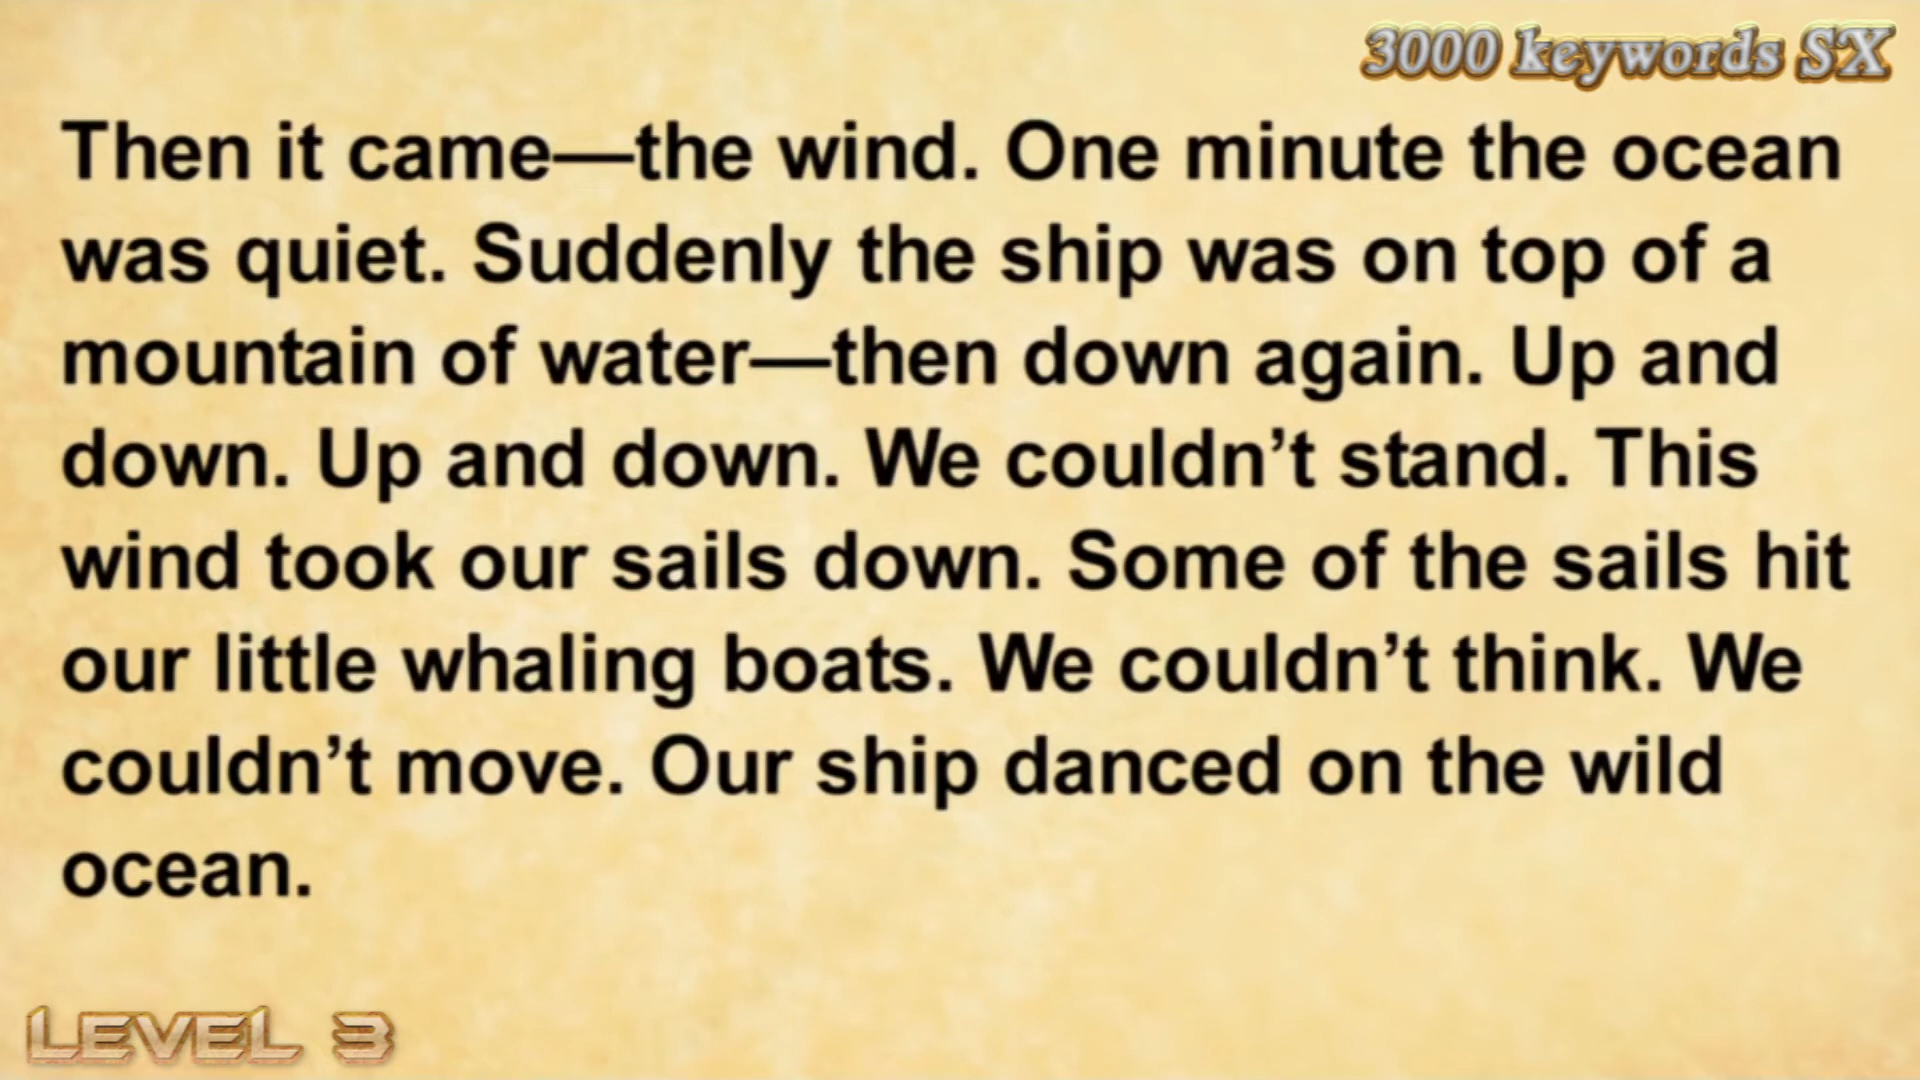 3000 keywords SX
Then it came—the wind. One minute the ocean
was quiet. Suddenly the ship was on top of a
mountain of water—then down again. Up and
down. Up and down. We couldn’t stand. This
wind took our sails down. Some of the sails hit
our little whaling boats. We couldn’t think. We
couldn’t move. Our ship danced on the wild
ocean.
LEVEL 3